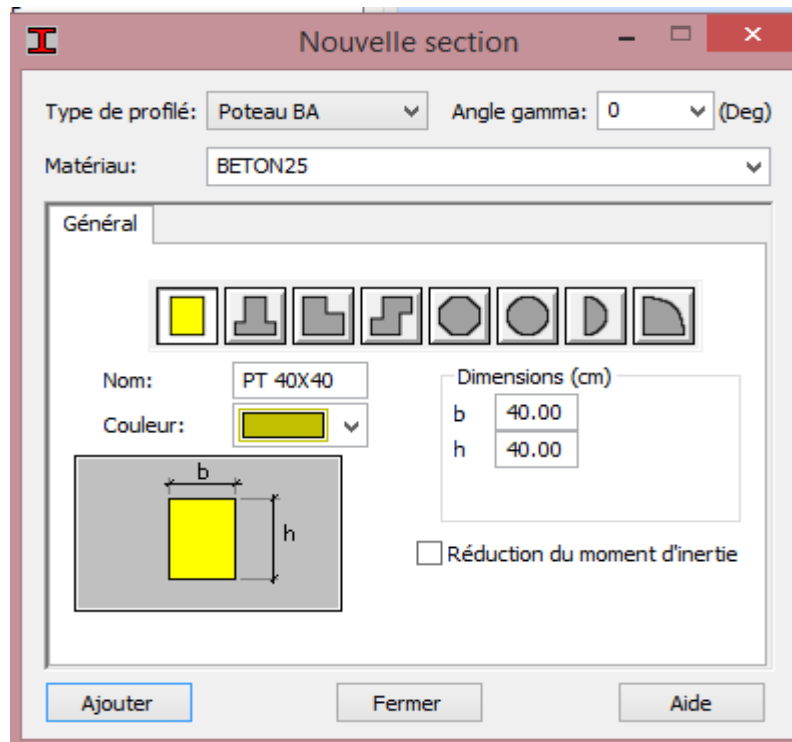 Nouvelle section
Type de profilé: Poteau BA Angle gamma: 0 (Deg)
Matériau: BETON25
Général
Nom: PT 40X40
Dimensions (cm)
b 40.00
Couleur:
h 40.00
b
h
Réduction du moment d'inertie
Ajouter Fermer Aide